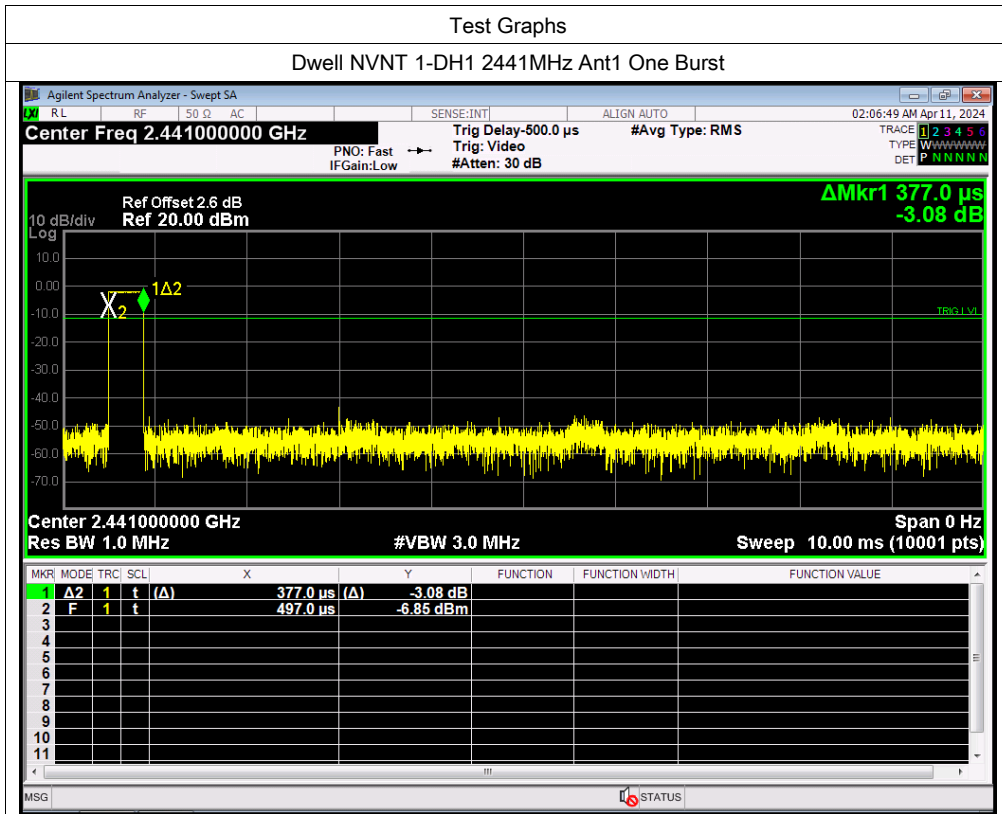 Test Graphs
Dwell NVNT 1-DH1 2441MHz Ant1 One Burst
Agilent Spectrum Analyzer - Swept SA
LXI RL RF 50 Ω AC SENSE:INT ALIGN AUTO 02:06:49 AM Apr 11, 2024
Center Freq 2.441000000 GHz Trig Delay-500.0 µs #Avg Type: RMS TRACE 1 2 3 4 5 6
PNO: Fast Trig: Video TYPE WWWWWW
IFGain:Low #Atten: 30 dB DET P N N N N N
ΔMkr1 377.0 µs
-3.08 dB
Ref Offset 2.6 dB
10 dB/div Ref 20.00 dBm
Log
10.0
0.00
1Δ2
-10.0
X2
TRIG LVL
-20.0
-30.0
-40.0
-50.0
-60.0
-70.0
Center 2.441000000 GHz Span 0 Hz
Res BW 1.0 MHz #VBW 3.0 MHz Sweep 10.00 ms (10001 pts)
MKR MODE TRC SCL X Y FUNCTION FUNCTION WIDTH FUNCTION VALUE
1 Δ2 1 t (Δ) 377.0 µs (Δ) -3.08 dB
2 F 1 t 497.0 µs -6.85 dBm
3
4
5
6
7
8
9
10
11
MSG STATUS